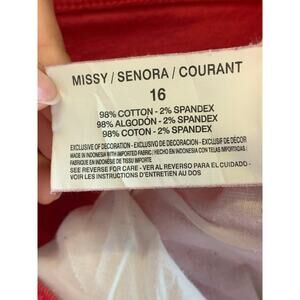 MISSY / SENORA / COURANT
16
98% COTTON - 2% SPANDEX
98% ALGODÓN - 2% SPANDEX
98% COTON - 2% SPANDEX
EXCLUSIVE OF DECORATION - EXCLUSIVO DE DECORACION - EXCLUSIF DE DÉCOR
MADE IN INDONESIA WITH IMPORTED FABRIC / HECHO EN INDONESIA CON TELAS IMPORTADAS /
FABRIQUÉ EN INDONESIE DE TISSU IMPORTÉ
SEE REVERSE FOR CARE - VER AL REVERSO PARA EL CUIDADO -
VOIR LES INSTRUCTIONS D'ENTRETIEN AU DOS